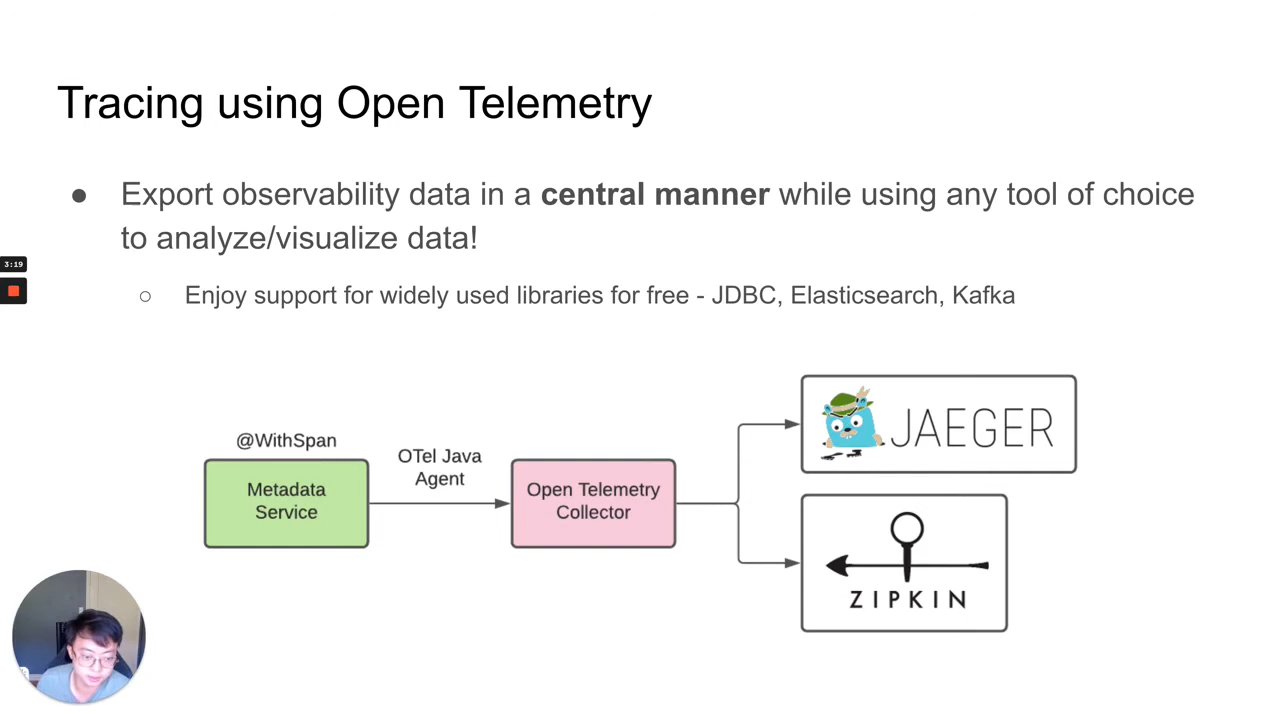 Tracing using Open Telemetry
● Export observability data in a central manner while using any tool of choice
to analyze/visualize data!
○ Enjoy support for widely used libraries for free - JDBC, Elasticsearch, Kafka
3:19
@WithSpan
Metadata
Service
OTel Java
Agent
Open Telemetry
Collector
JAEGER
ZIPKIN